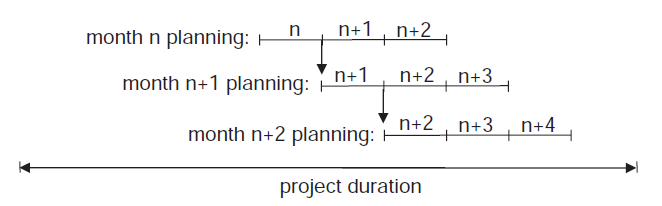 month n planning: n n+1 n+2
month n+1 planning: n+1 n+2 n+3
month n+2 planning: n+2 n+3 n+4
project duration